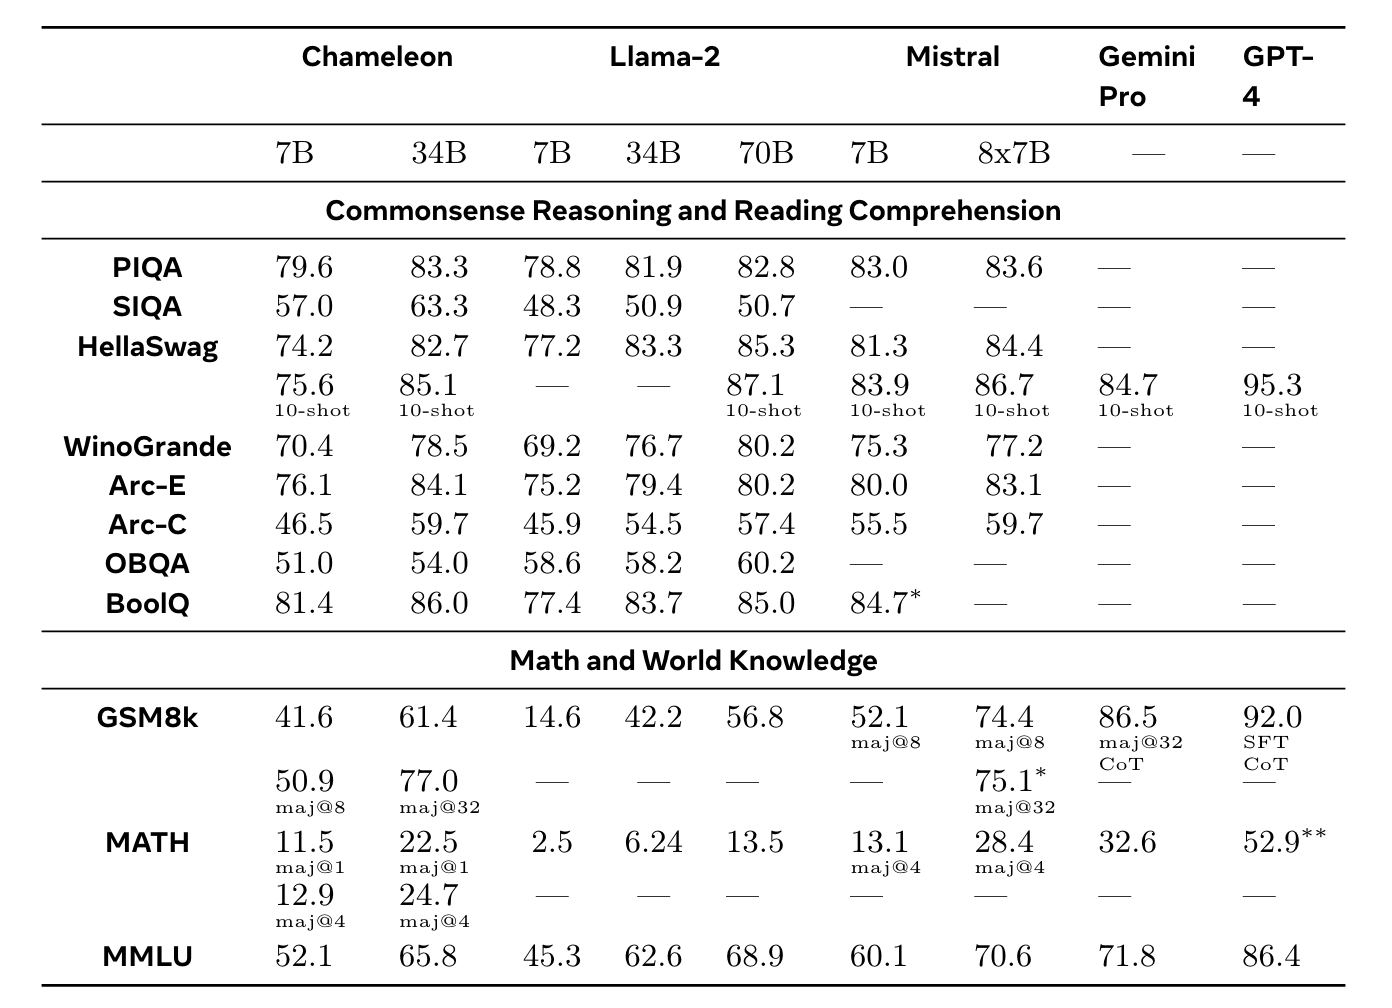 Chameleon Llama-2 Mistral Gemini Pro GPT-4
7B 34B 7B 34B 70B 7B 8x7B — —
Commonsense Reasoning and Reading Comprehension
PIQA 79.6 83.3 78.8 81.9 82.8 83.0 83.6 — —
SIQA 57.0 63.3 48.3 50.9 50.7 — — — —
HellaSwag 74.2 82.7 77.2 83.3 85.3 81.3 84.4 — —
75.6 85.1 — — 87.1 83.9 86.7 84.7 95.3
10-shot 10-shot 10-shot 10-shot 10-shot 10-shot 10-shot
WinoGrande 70.4 78.5 69.2 76.7 80.2 75.3 77.2 — —
Arc-E 76.1 84.1 75.2 79.4 80.2 80.0 83.1 — —
Arc-C 46.5 59.7 45.9 54.5 57.4 55.5 59.7 — —
OBQA 51.0 54.0 58.6 58.2 60.2 — — — —
BoolQ 81.4 86.0 77.4 83.7 85.0 84.7* — — —
Math and World Knowledge
GSM8k 41.6 61.4 14.6 42.2 56.8 52.1 74.4 86.5 92.0
maj@8 maj@8 maj@32 SFT
CoT CoT
50.9 77.0 — — — — 75.1* — —
maj@8 maj@32 maj@32
MATH 11.5 22.5 2.5 6.24 13.5 13.1 28.4 32.6 52.9**
maj@1 maj@1 maj@4 maj@4
12.9 24.7 — — — — — — —
maj@4 maj@4
MMLU 52.1 65.8 45.3 62.6 68.9 60.1 70.6 71.8 86.4